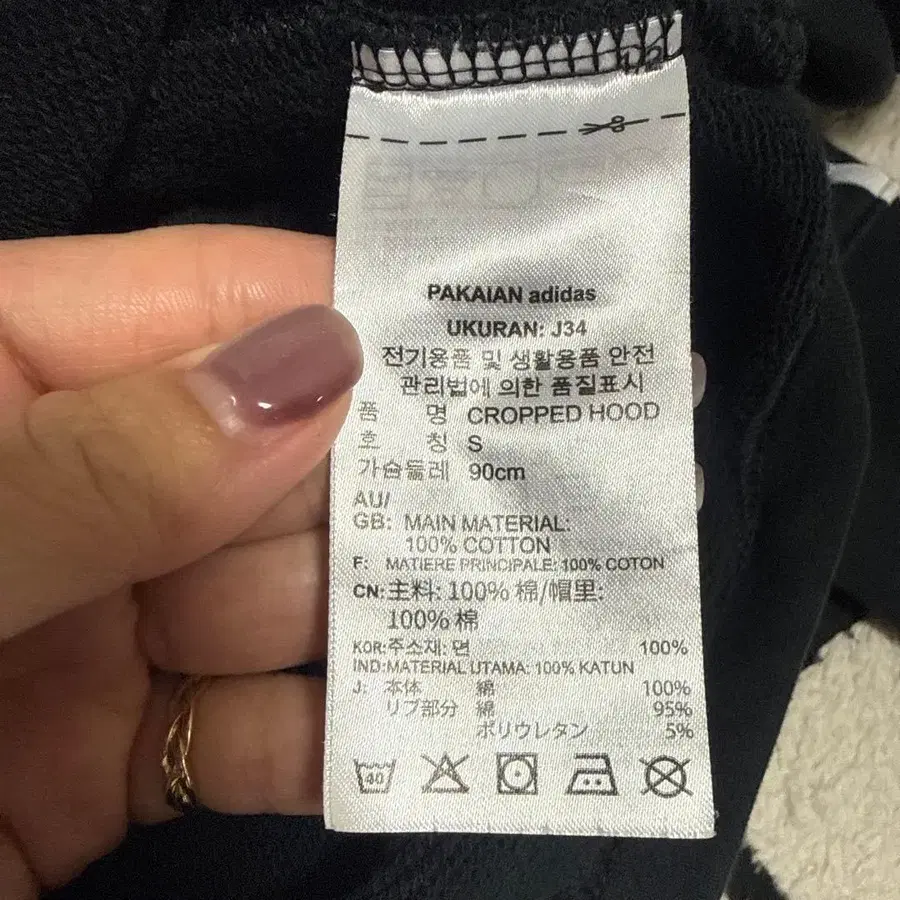 PAKAIAN adidas
UKURAN: J34
전기용품 및 생활용품 안전
관리법에 의한 품질표시
품 명 CROPPED HOOD
호 칭 S
가슴둘레 90cm
AU/
GB: MAIN MATERIAL:
100% COTTON
F: MATIERE PRINCIPALE: 100% COTON
CN: 主料: 100% 棉/帽里:
100% 棉
KOR: 주소재: 면 100%
IND: MATERIAL UTAMA: 100% KATUN
J: 本体 綿 100%
リブ部分 綿 95%
ポリウレタン 5%
40